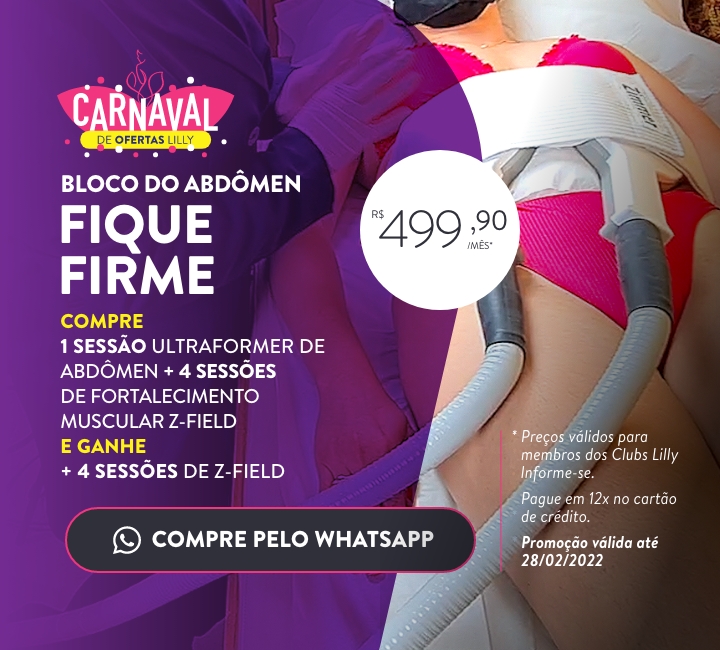 CARNAVAL
DE OFERTAS LILLY
BLOCO DO ABDÔMEN
FIQUE
FIRME
COMPRE
1 SESSÃO ULTRAFORMER DE
ABDÔMEN + 4 SESSÕES
DE FORTALECIMENTO
MUSCULAR Z-FIELD
E GANHE
+ 4 SESSÕES DE Z-FIELD
COMPRE PELO WHATSAPP
R$ 499,90
/MÊS*
Zimmer
* Preços válidos para
membros dos Clubs Lilly
Informe-se.
Pague em 12x no cartão
de crédito.
Promoção válida até
28/02/2022